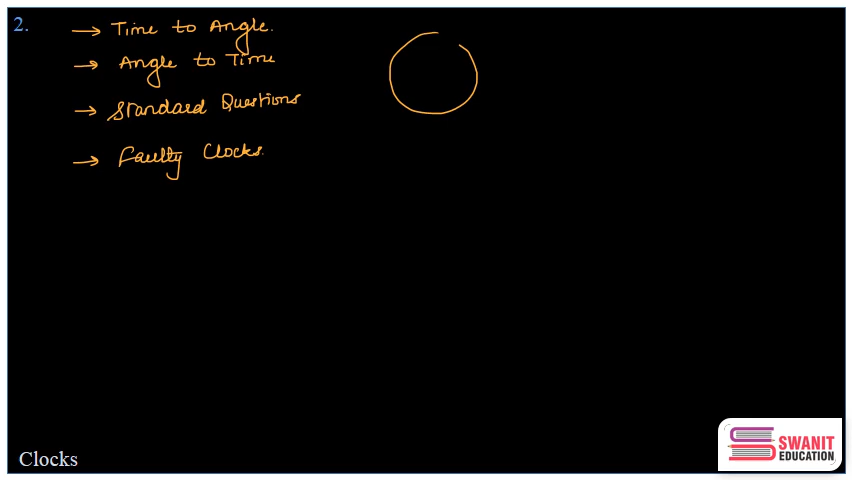 2.
→ Time to Angle.
→ Angle to Time
→ Standard Questions
→ Faulty Clocks.
Clocks
SWANIT
EDUCATION